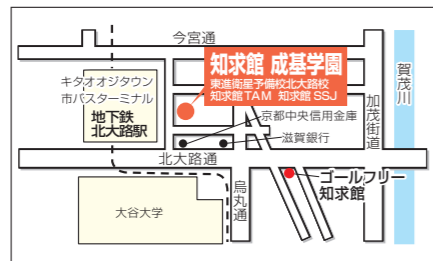 今宮通
知求館 成基学園
東進衛星予備校北大路校
知求館TAM 知求館SSJ
キタオオジタウン
市バスターミナル
地下鉄
北大路駅
京都中央信用金庫
滋賀銀行
加茂街道
賀茂川
北大路通
ゴールフリー
知求館
烏丸通
大谷大学